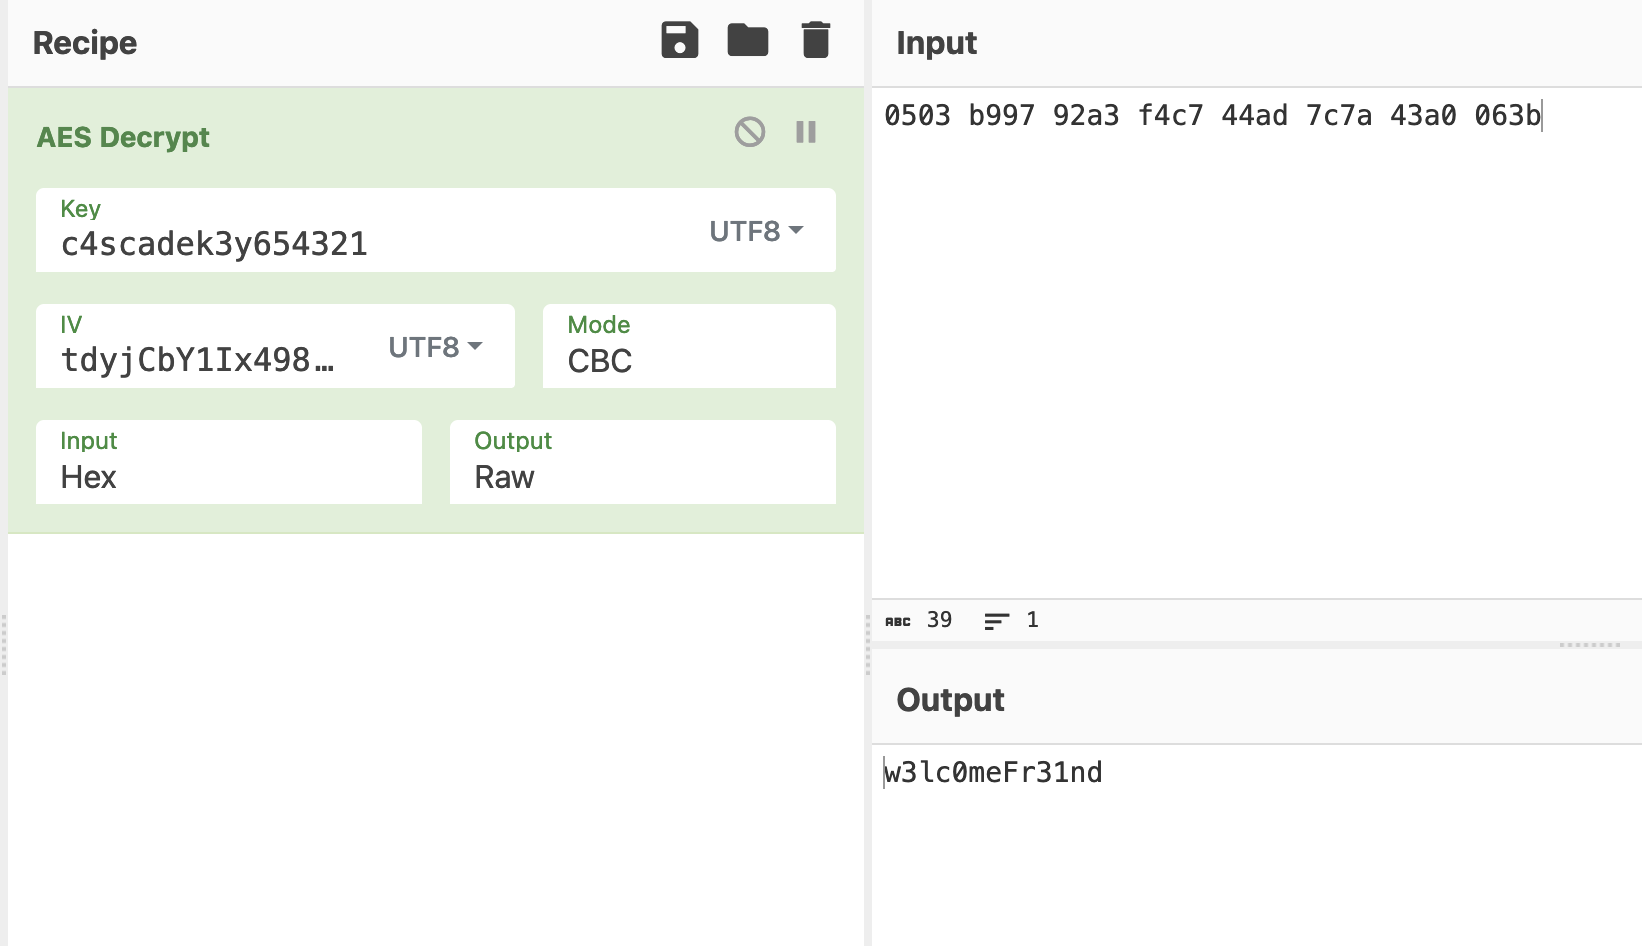 Recipe
AES Decrypt
Key
c4scadek3y654321
UTF8
IV
tdyjCbY1Ix498…
UTF8
Mode
CBC
Input
Hex
Output
Raw
Input
0503 b997 92a3 f4c7 44ad 7c7a 43a0 063b
ABC 39 1
Output
w3lc0meFr31nd